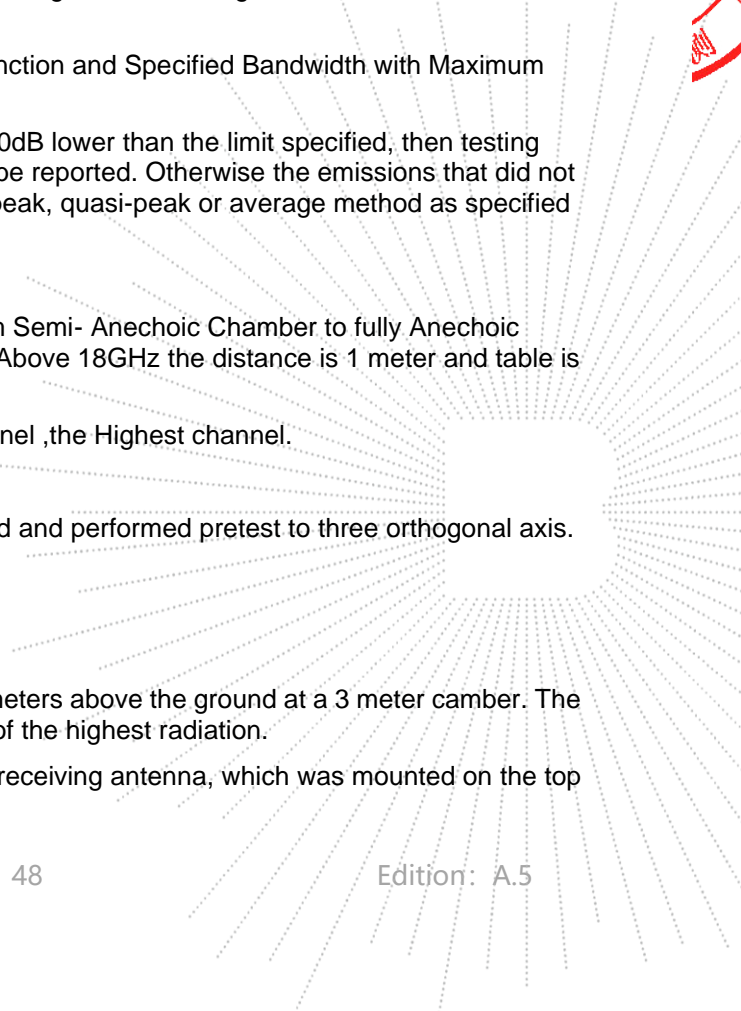 nction and Specified Bandwidth with Maximum
0dB lower than the limit specified, then testing
be reported. Otherwise the emissions that did not
peak, quasi-peak or average method as specified
n Semi- Anechoic Chamber to fully Anechoic
Above 18GHz the distance is 1 meter and table is
nel ,the Highest channel.
d and performed pretest to three orthogonal axis.
neters above the ground at a 3 meter camber. The
of the highest radiation.
receiving antenna, which was mounted on the top
48 Edition: A.5